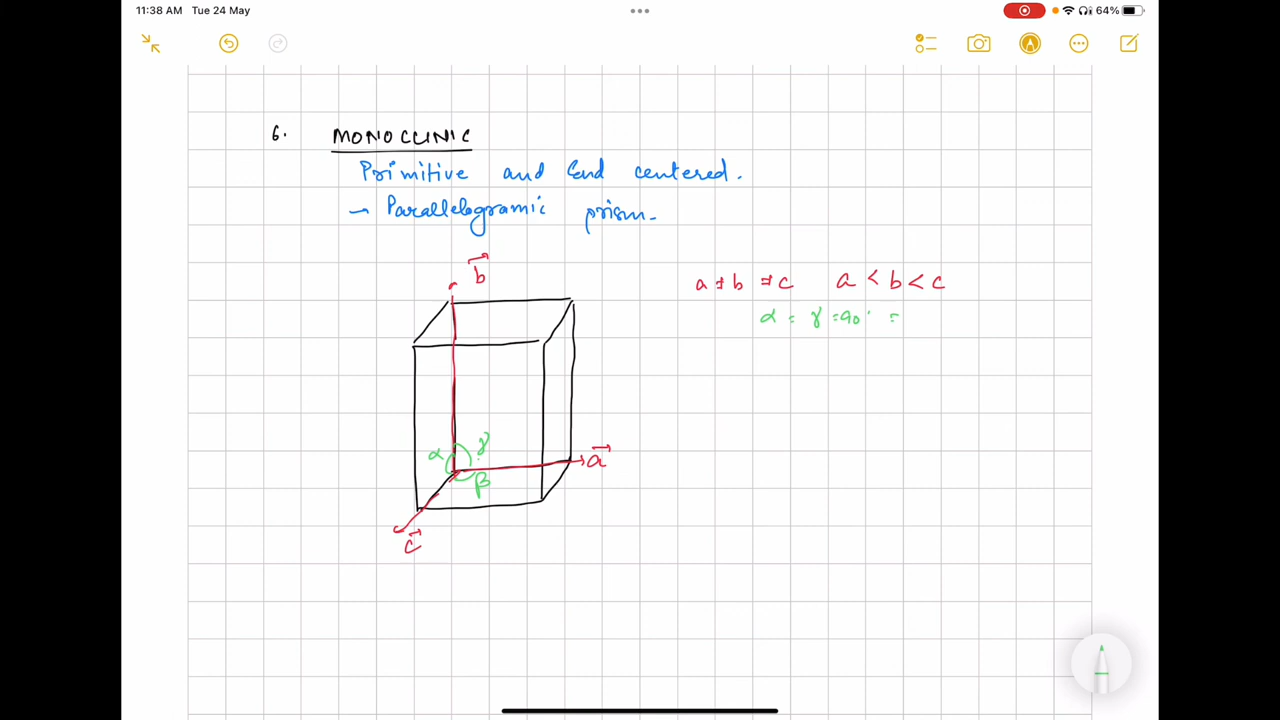 11:38 AM Tue 24 May
64%
6. MONOCLINIC
Primitive and End centered.
→ Parallelogramic prism.
b
a ≠ b ≠ c a < b < c
α = γ = 90° =
α γ
a
β
c